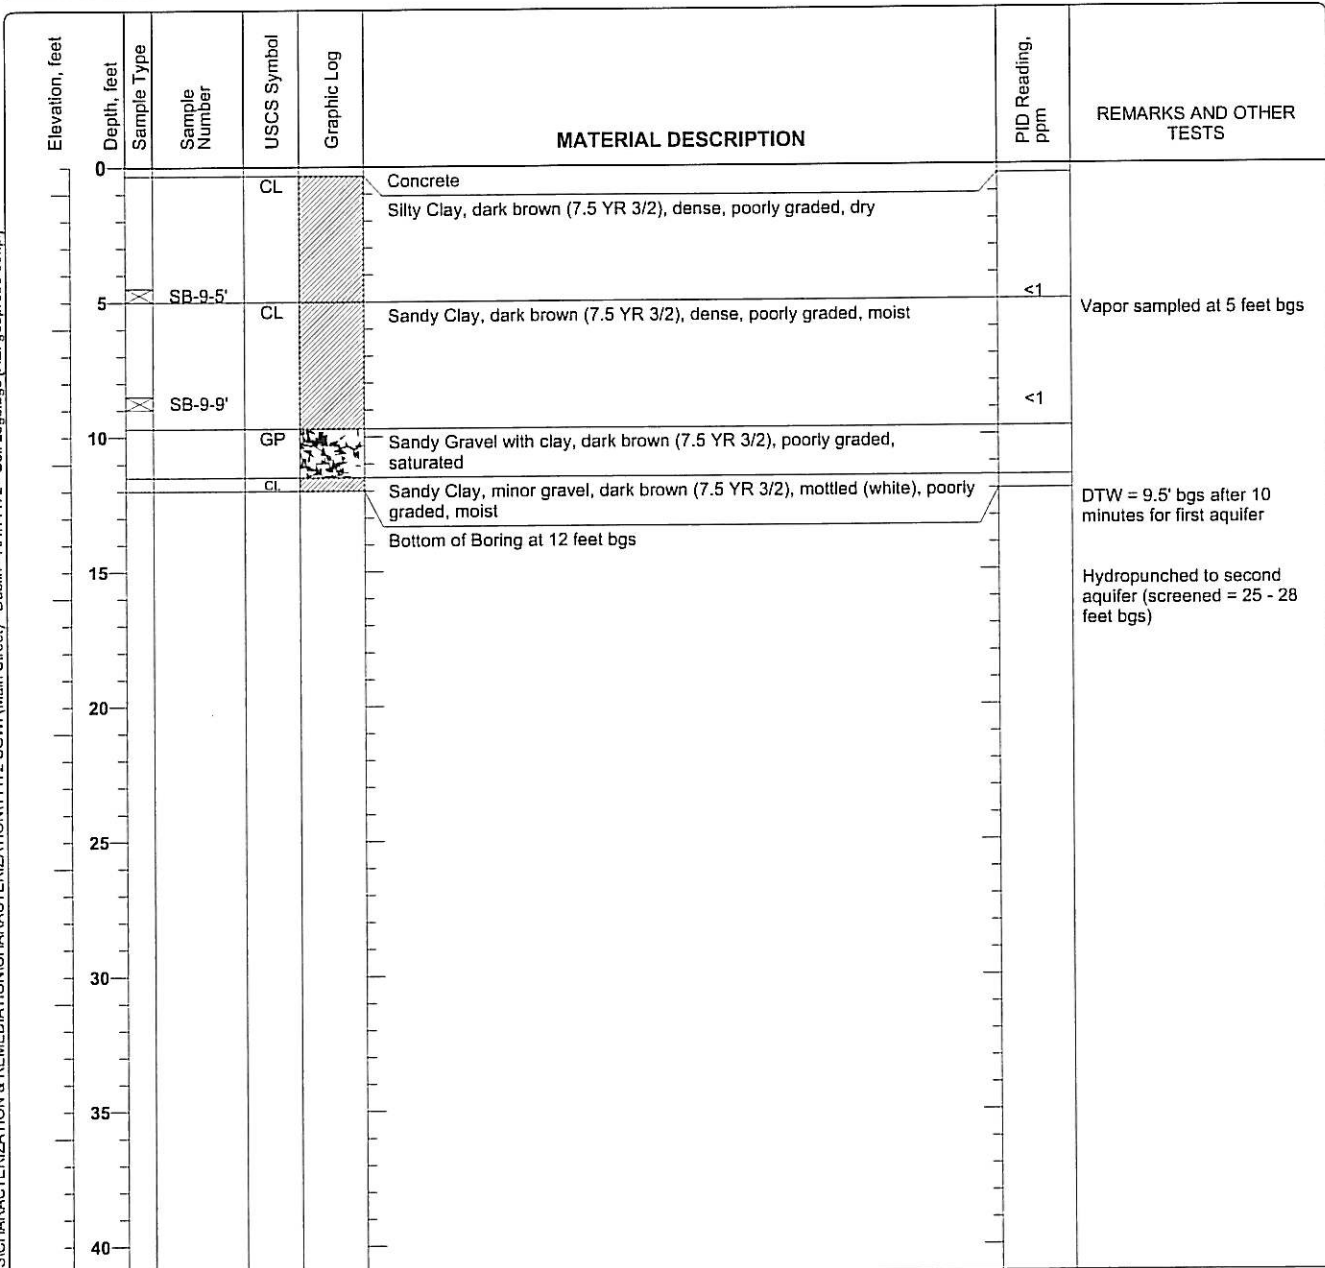 Elevation, feet
Depth, feet
Sample Type
Sample
Number
USCS Symbol
Graphic Log
MATERIAL DESCRIPTION
PID Reading,
ppm
REMARKS AND OTHER
TESTS
0
CL
Concrete
Silty Clay, dark brown (7.5 YR 3/2), dense, poorly graded, dry
SB-9-5'
<1
5
CL
Sandy Clay, dark brown (7.5 YR 3/2), dense, poorly graded, moist
Vapor sampled at 5 feet bgs
SB-9-9'
<1
10
GP
Sandy Gravel with clay, dark brown (7.5 YR 3/2), poorly graded,
saturated
CL
Sandy Clay, minor gravel, dark brown (7.5 YR 3/2), mottled (white), poorly
graded, moist
DTW = 9.5' bgs after 10
minutes for first aquifer
Bottom of Boring at 12 feet bgs
15
Hydropunched to second
aquifer (screened = 25 - 28
feet bgs)
20
25
30
35
40